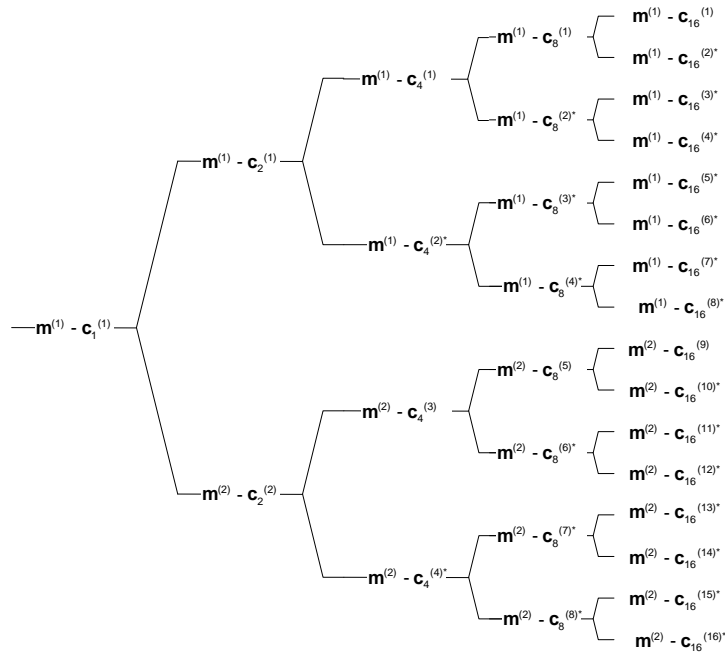 m(1) - c16(1)
m(1) - c8(1)
m(1) - c16(2)*
m(1) - c4(1)
m(1) - c16(3)*
m(1) - c8(2)*
m(1) - c16(4)*
m(1) - c2(1)
m(1) - c16(5)*
m(1) - c8(3)*
m(1) - c16(6)*
m(1) - c4(2)*
m(1) - c16(7)*
m(1) - c8(4)*
m(1) - c16(8)*
m(1) - c1(1)
m(2) - c16(9)
m(2) - c8(5)
m(2) - c16(10)*
m(2) - c4(3)
m(2) - c16(11)*
m(2) - c8(6)*
m(2) - c16(12)*
m(2) - c2(2)
m(2) - c16(13)*
m(2) - c8(7)*
m(2) - c16(14)*
m(2) - c4(4)*
m(2) - c16(15)*
m(2) - c8(8)*
m(2) - c16(16)*